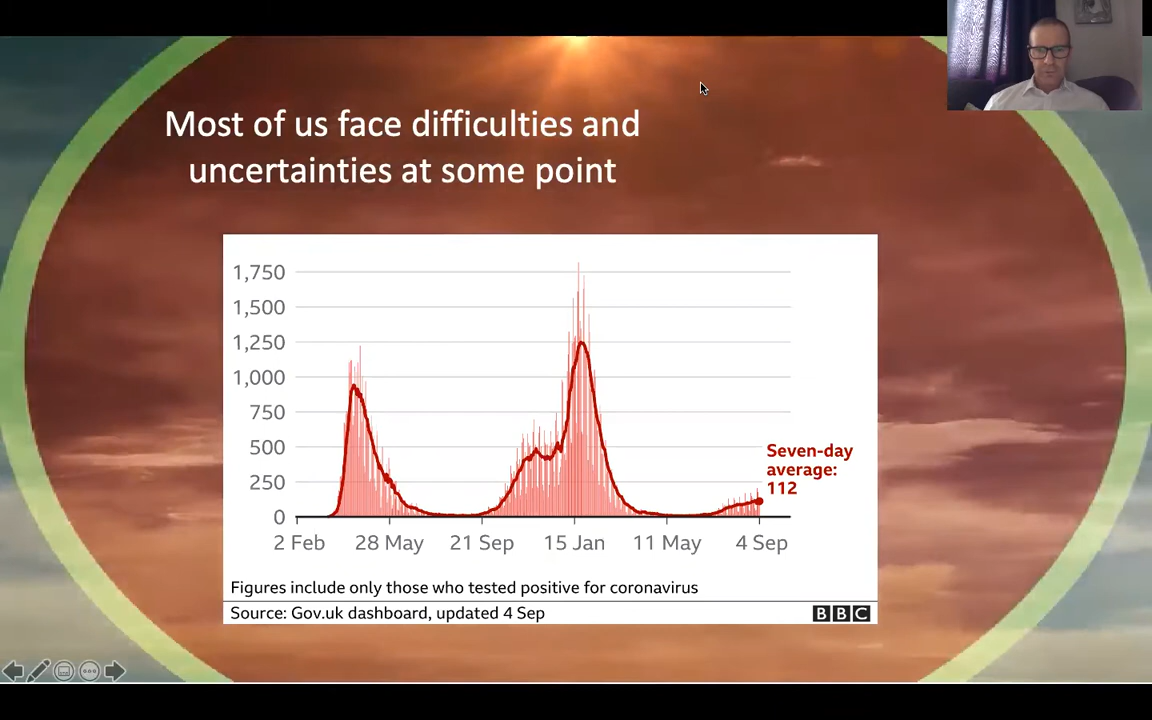 Most of us face difficulties and
uncertainties at some point
1,750
1,500
1,250
1,000
750
500
250
0
Seven-day
average:
112
2 Feb 28 May 21 Sep 15 Jan 11 May 4 Sep
Figures include only those who tested positive for coronavirus
Source: Gov.uk dashboard, updated 4 Sep BBC